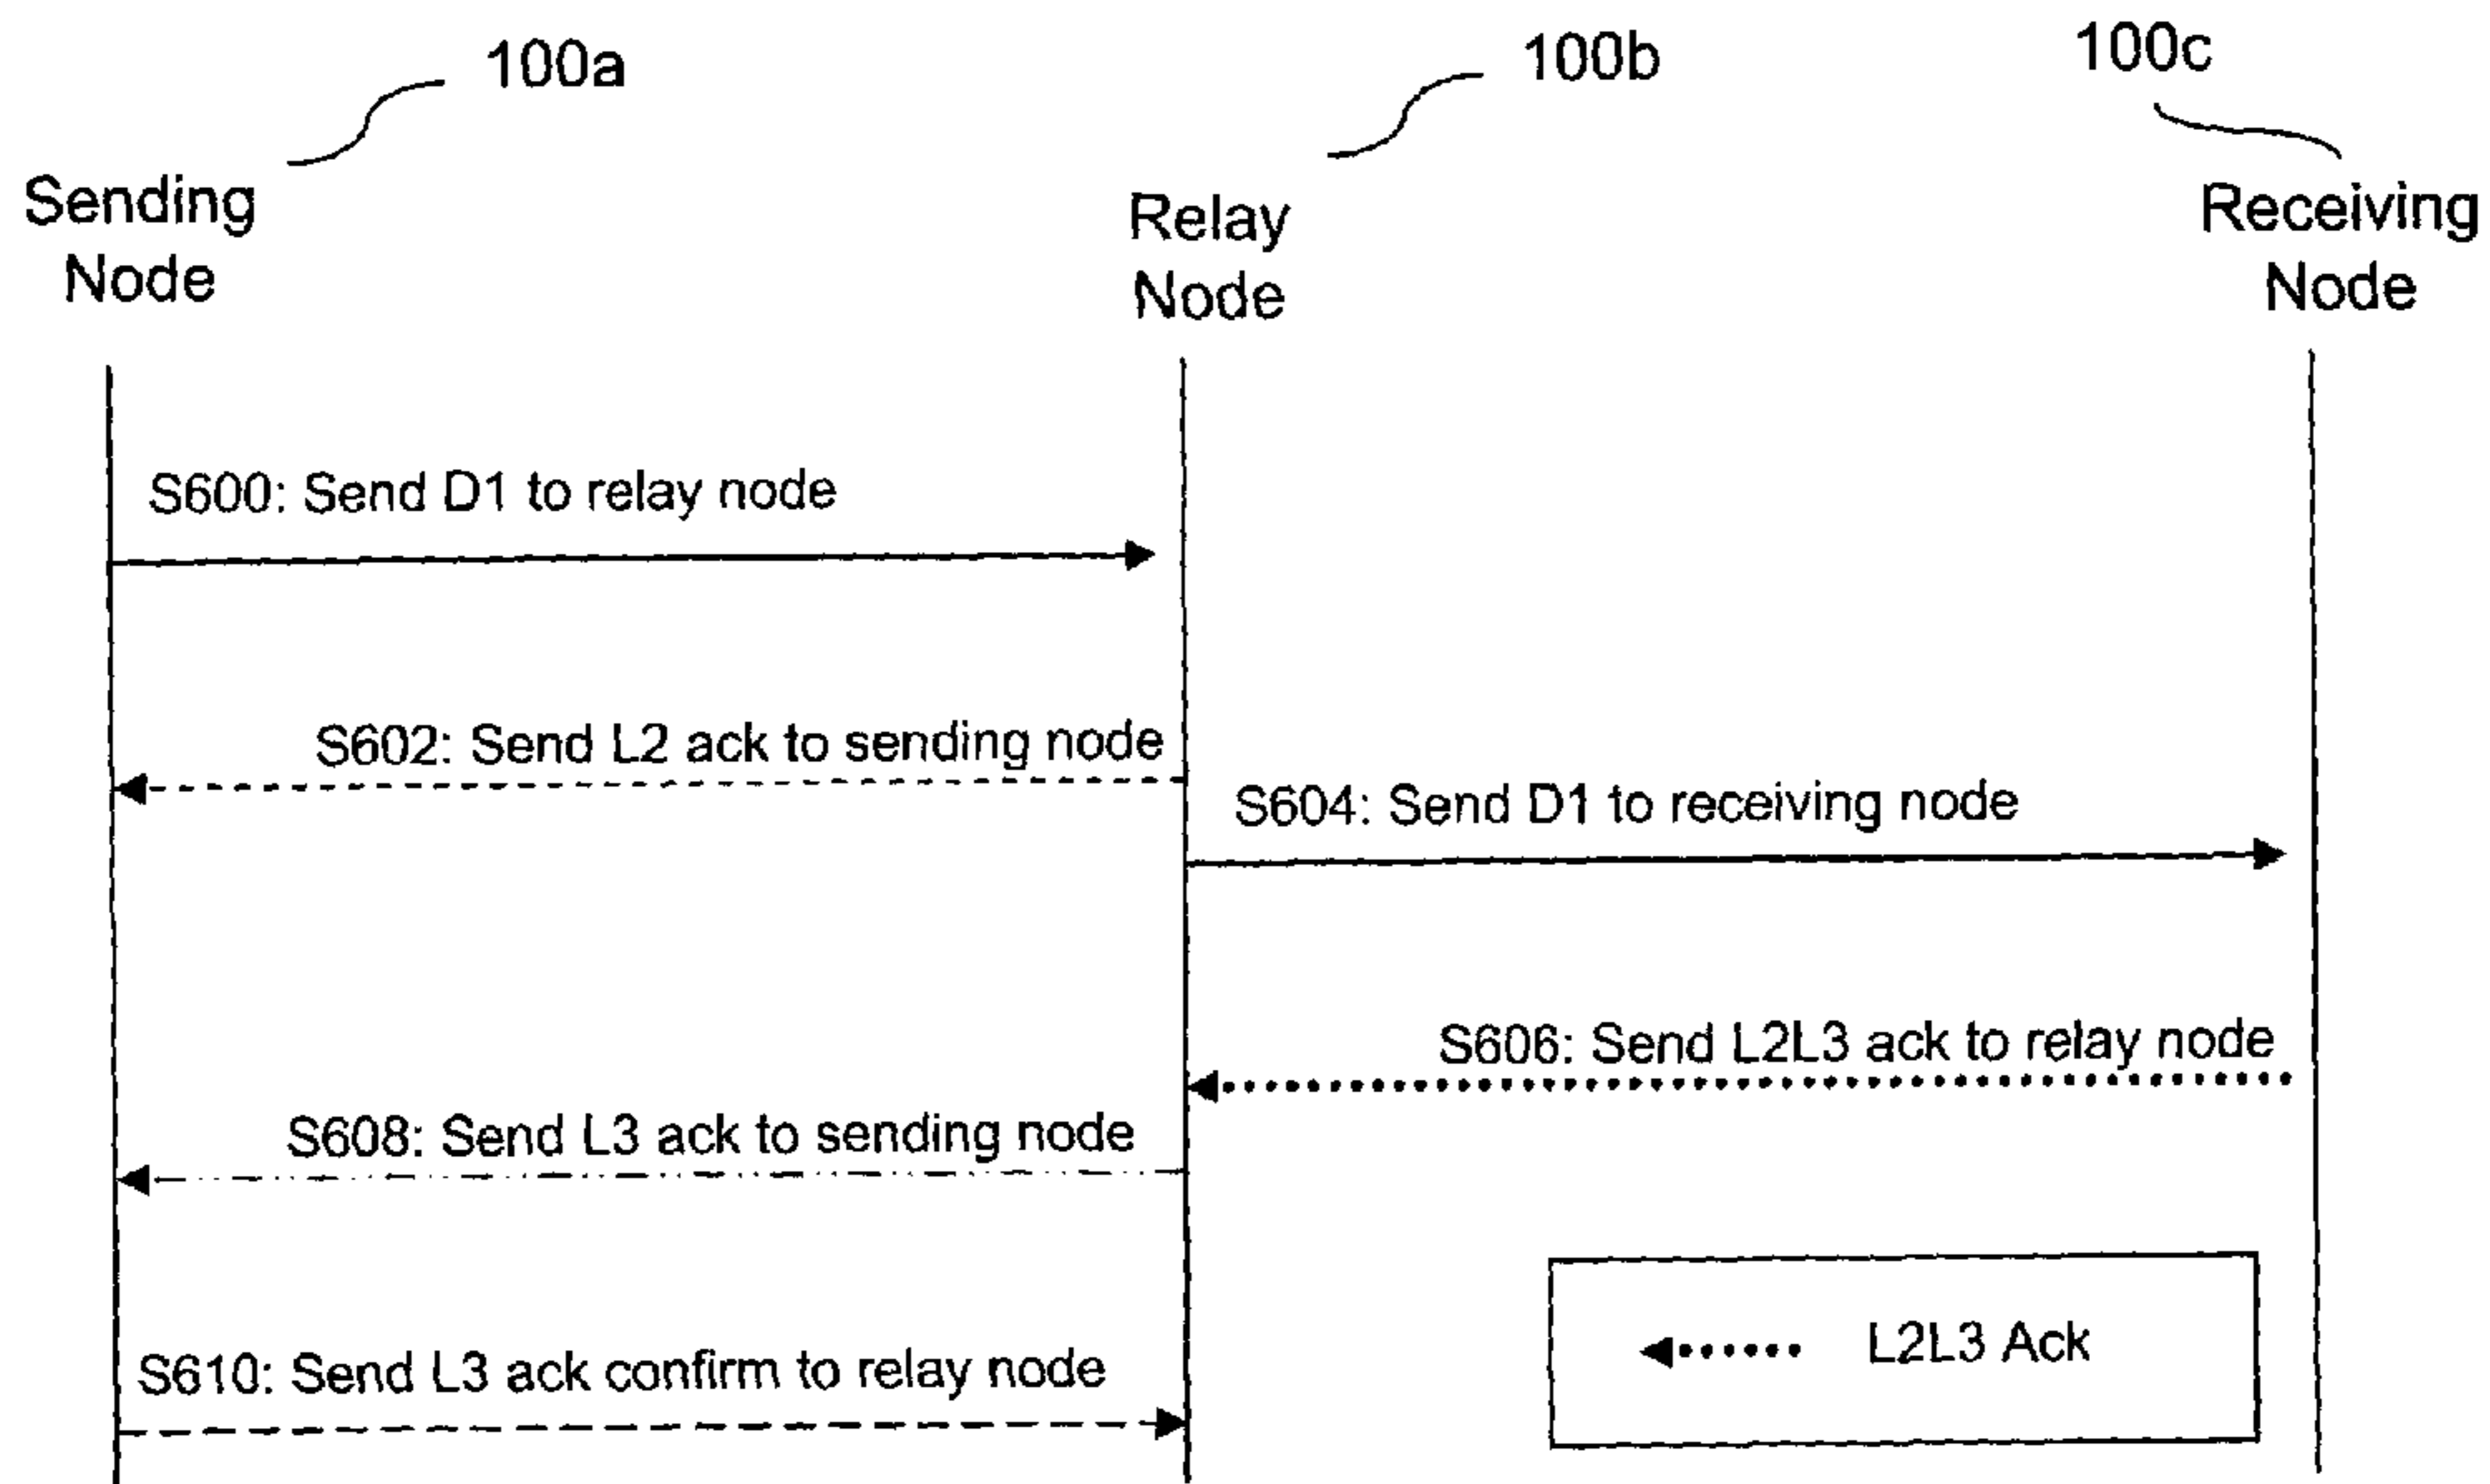 100a
100b
100c
Sending
Node
Relay
Node
Receiving
Node
S600: Send D1 to relay node
S602: Send L2 ack to sending node
S604: Send D1 to receiving node
S606: Send L2L3 ack to relay node
S608: Send L3 ack to sending node
L2L3 Ack
S610: Send L3 ack confirm to relay node